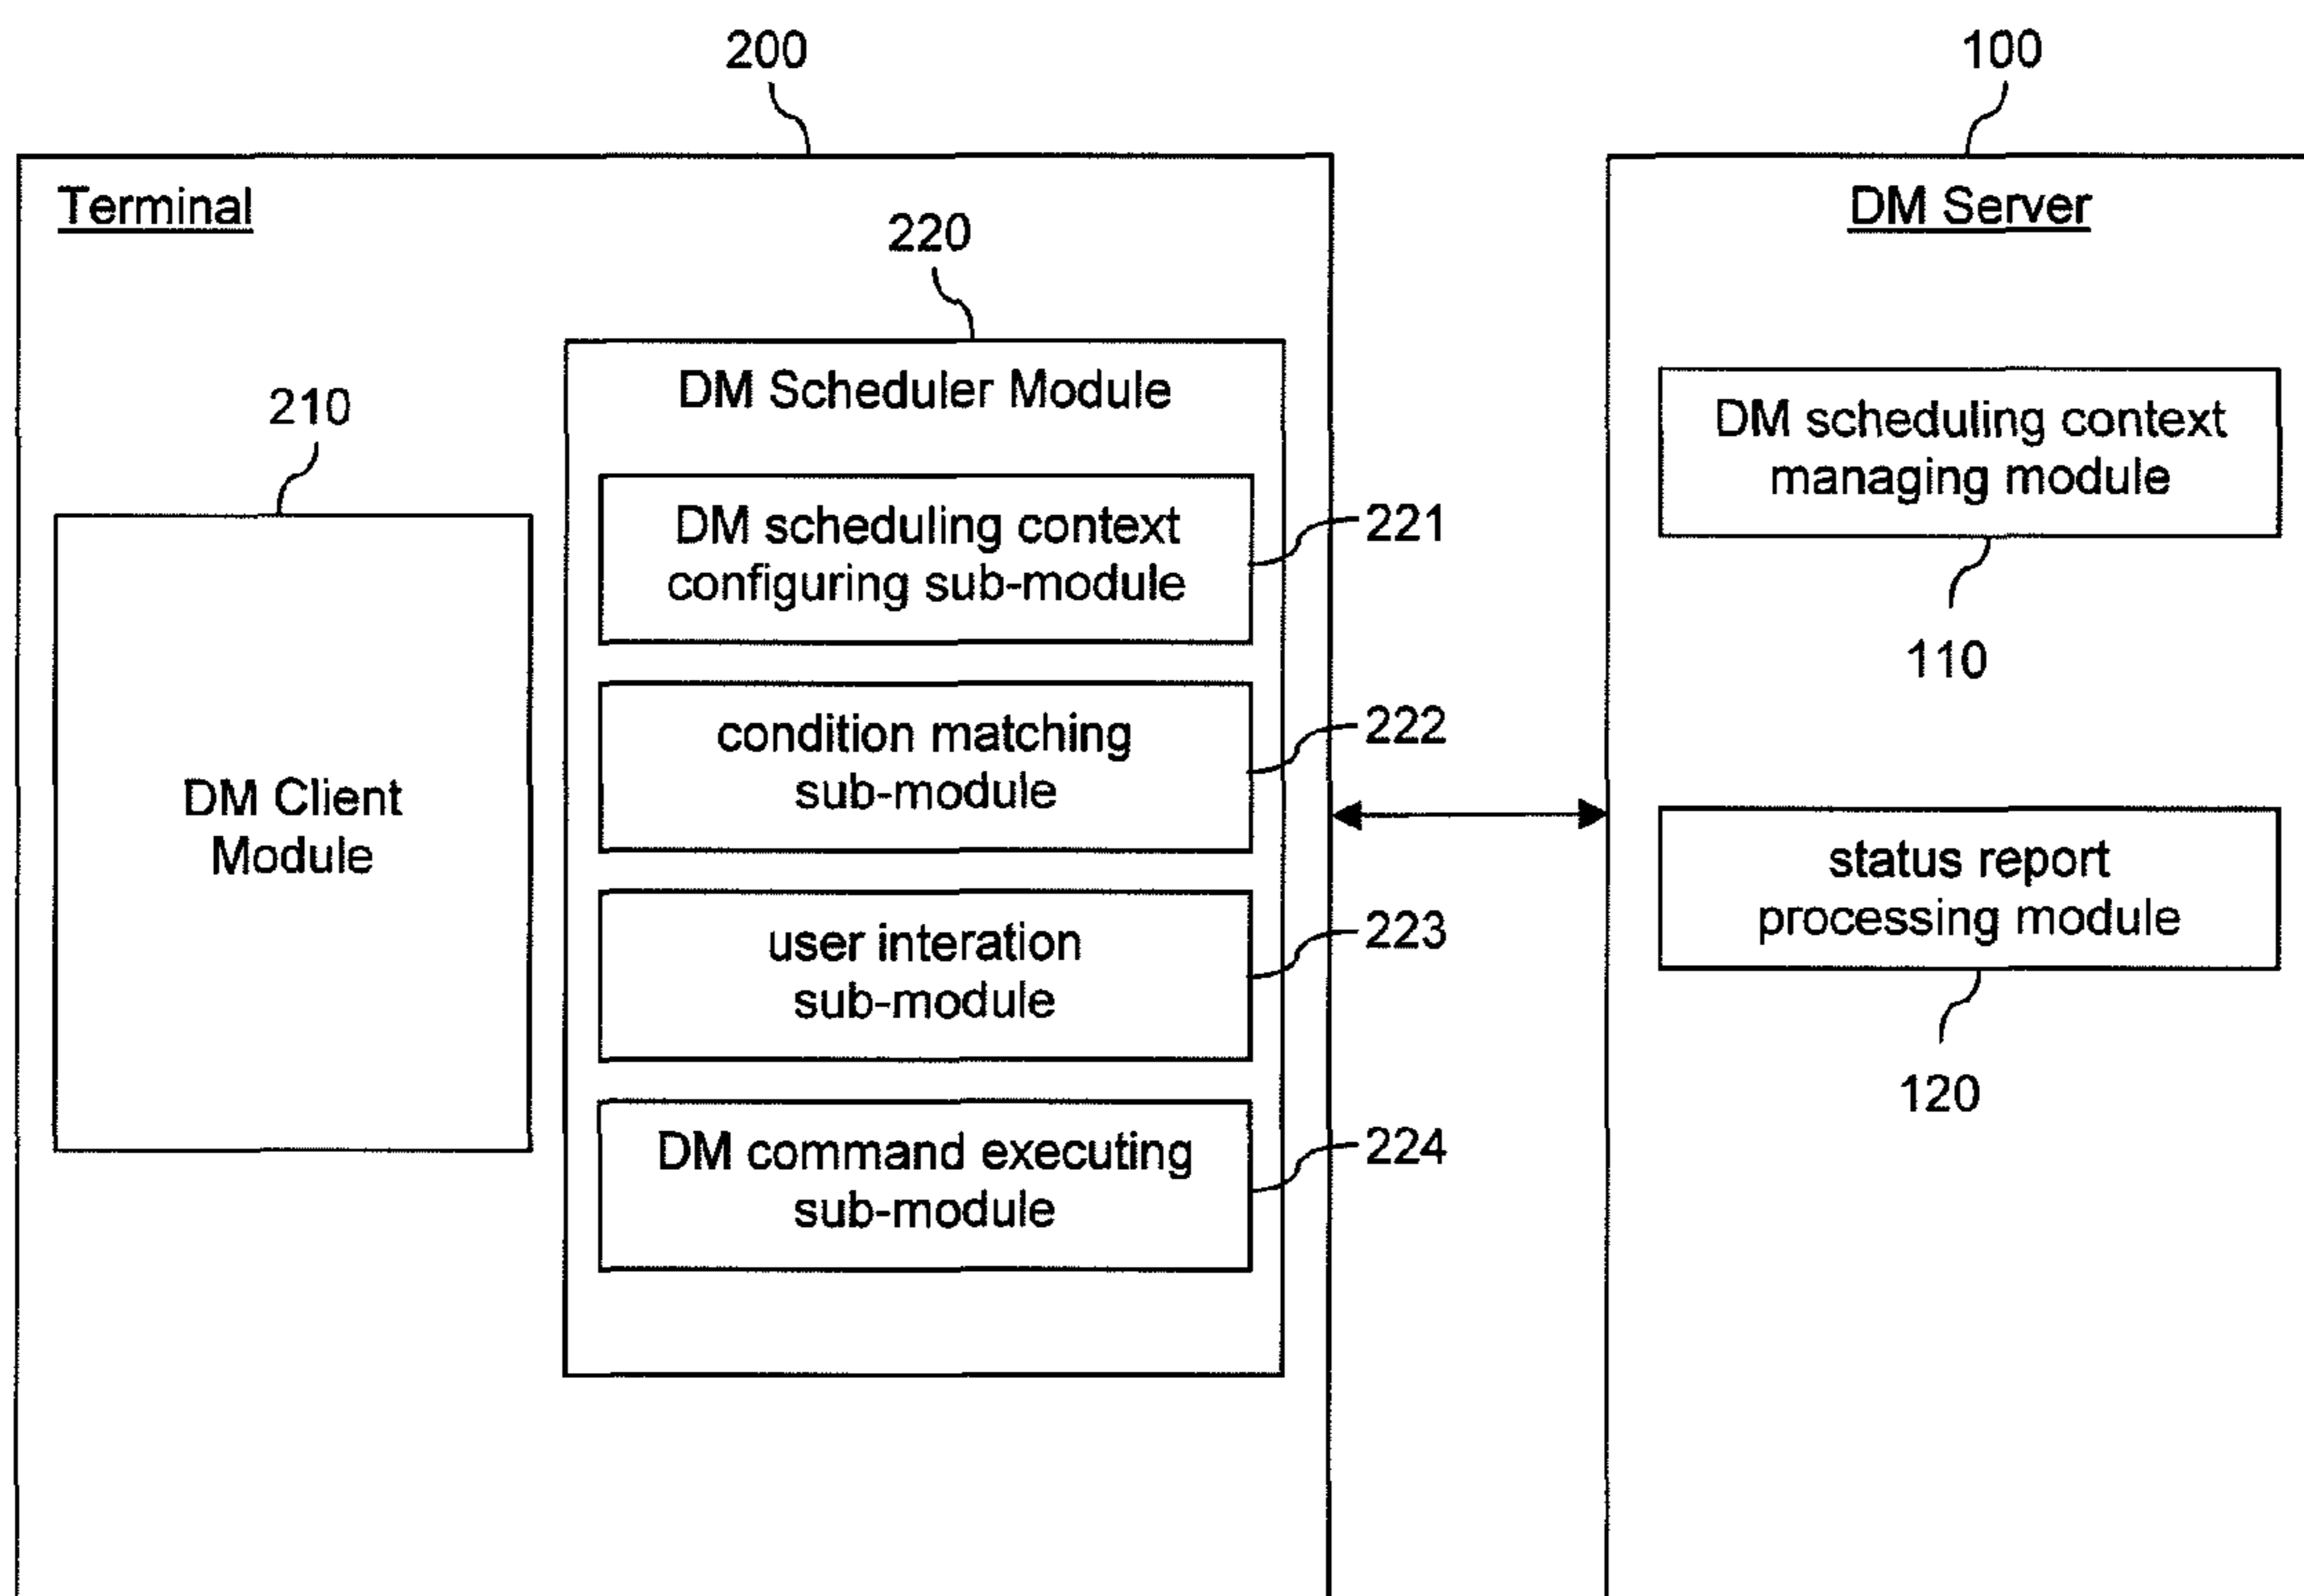 200
100
Terminal
DM Server
220
DM Scheduler Module
210
DM scheduling context
managing module
DM scheduling context
configuring sub-module
221
110
condition matching
sub-module
222
DM Client
Module
status report
processing module
user interation
sub-module
223
120
DM command executing
sub-module
224